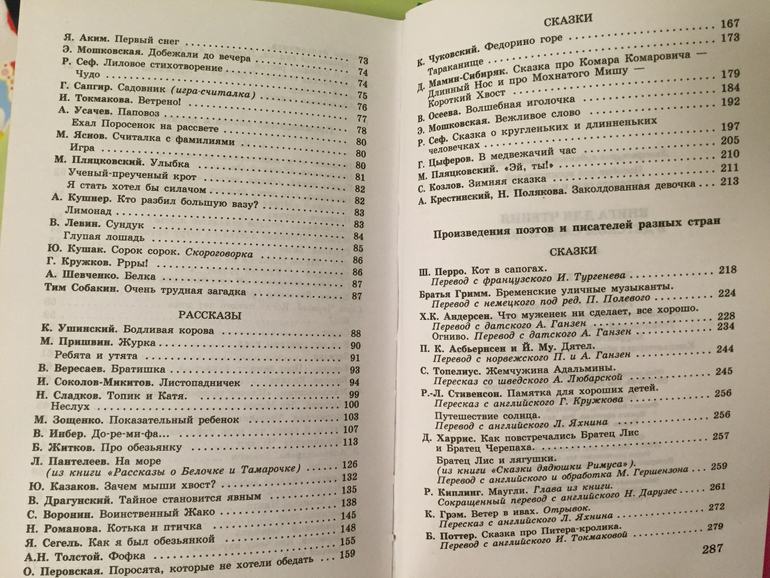 Я. Аким. Первый снег 73
Э. Мошковская. Добежали до вечера 74
Р. Сеф. Лиловое стихотворение 74
Чудо 74
Г. Сапгир. Садовник (игра-считалка) 75
И. Токмакова. Ветрено! 76
А. Усачев. Паповоз 77
Ехал Поросенок на рассвете 78
М. Яснов. Считалка с фамилиями 80
Игра 80
М. Пляцковский. Улыбка 80
Ученый-преученый крот 81
Я стать хотел бы силачом 82
А. Кушнер. Кто разбил большую вазу? 82
Лимонад 83
В. Левин. Сундук 83
Глупая лошадь 84
Ю. Кушак. Сорок сорок. Скороговорка 85
Г. Кружков. Ррры! 86
А. Шевченко. Белка 87
Тим Собакин. Очень трудная загадка 87
РАССКАЗЫ
К. Ушинский. Бодливая корова 88
М. Пришвин. Журка 90
Ребята и утята 91
В. Вересаев. Братишка 93
И. Соколов-Микитов. Листопадничек 94
Н. Сладков. Топик и Катя. 99
Неслух 100
М. Зощенко. Показательный ребенок 103
В. Инбер. До-ре-ми-фа... 107
Б. Житков. Про обезьянку 113
Л. Пантелеев. На море
(из книги «Рассказы о Белочке и Тамарочке») 126
Ю. Казаков. Зачем мыши хвост? 132
В. Драгунский. Тайное становится явным 135
С. Воронин. Воинственный Жако 138
Н. Романова. Котька и птичка 145
Я. Сегель. Как я был обезьянкой 148
А.Н. Толстой. Фофка 155
О. Перовская. Поросята, которые не хотели обедать 159
СКАЗКИ
К. Чуковский. Федорино горе 167
Тараканище 173
Д. Мамин-Сибиряк. Сказка про Комара Комаровича —
Длинный Нос и про Мохнатого Мишу —
Короткий Хвост 179
В. Осеева. Волшебная иголочка 184
Э. Мошковская. Вежливое слово 192
Р. Сеф. Сказка о кругленьких и длинненьких
человечках 197
Г. Цыферов. В медвежачий час 205
М. Пляцковский. «Эй, ты!» 210
С. Козлов. Зимняя сказка 211
А. Крестинский, Н. Полякова. Заколдованная девочка 213
Произведения поэтов и писателей разных стран
СКАЗКИ
Ш. Перро. Кот в сапогах.
Перевод с французского И. Тургенева 218
Братья Гримм. Бременские уличные музыканты.
Перевод с немецкого под ред. П. Полевого 224
Х.К. Андерсен. Что муженек ни сделает, все хорошо.
Перевод с датского А. Ганзен 228
Огниво. Перевод с датского А. Ганзен 234
П. К. Асбьернсен и Й. Му. Дятел.
Перевод с норвежского П. и А. Ганзен 244
С. Топелиус. Жемчужина Адальмины.
Пересказ со шведского А. Любарской 245
Р.-Л. Стивенсон. Памятка для хороших детей.
Пересказ с английского Г. Кружкова 256
Путешествие солнца.
Перевод с английского Л. Яхнина 256
Д. Харрис. Как повстречались Братец Лис
и Братец Черепаха. 257
Братец Лис и лягушки.
(из книги «Сказки дядюшки Римуса»).
Перевод с английского и обработка М. Гершензона 259
Р. Киплинг. Маугли. Глава из книги.
Сокращенный перевод с английского Н. Дарузес 261
К. Грэм. Ветер в ивах. Отрывок.
Пересказ с английского Л. Яхнина 272
Б. Поттер. Сказка про Питера-кролика.
Перевод с английского И. Токмаковой 279
287